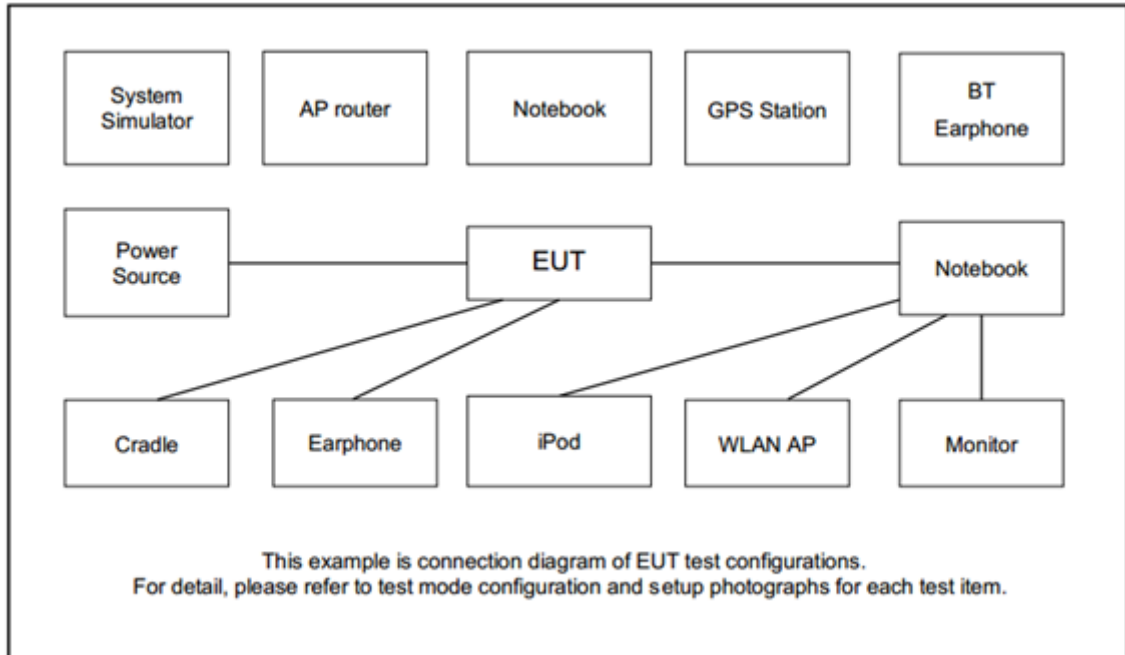 System
Simulator
AP router
Notebook
GPS Station
BT
Earphone
Power
Source
EUT
Notebook
Cradle
Earphone
iPod
WLAN AP
Monitor
This example is connection diagram of EUT test configurations.
For detail, please refer to test mode configuration and setup photographs for each test item.